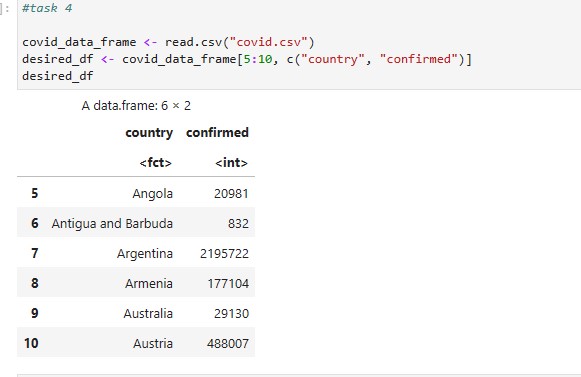 ]: #task 4
covid_data_frame <- read.csv("covid.csv")
desired_df <- covid_data_frame[5:10, c("country", "confirmed")]
desired_df
A data.frame: 6 × 2
country confirmed
<fct> <int>
5 Angola 20981
6 Antigua and Barbuda 832
7 Argentina 2195722
8 Armenia 177104
9 Australia 29130
10 Austria 488007